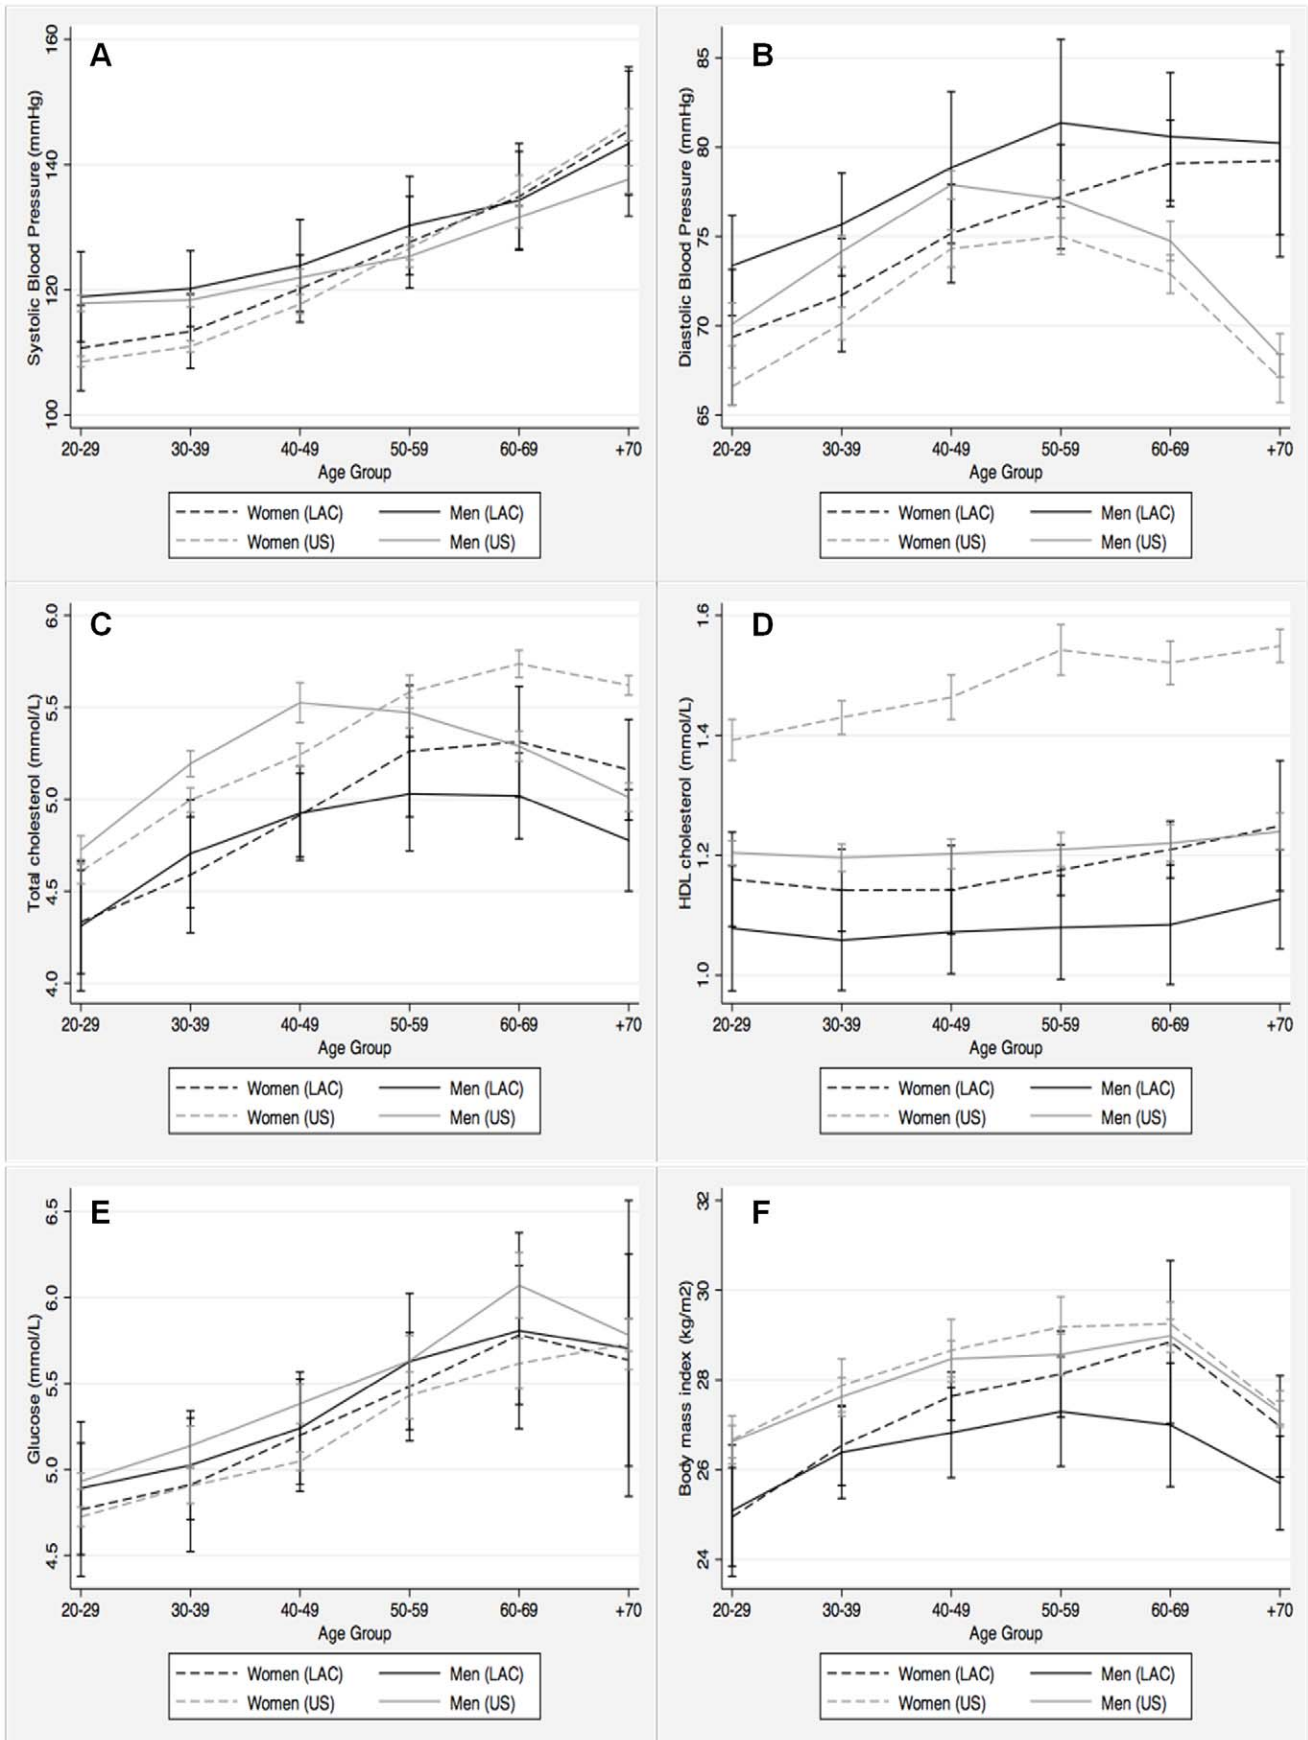 A
Systolic Blood Pressure (mmHg)
160
140
120
100
20-29 30-39 40-49 50-59 60-69 +70
Age Group
Women (LAC) Men (LAC)
Women (US) Men (US)
B
Diastolic Blood Pressure (mmHg)
85
80
75
70
65
20-29 30-39 40-49 50-59 60-69 +70
Age Group
Women (LAC) Men (LAC)
Women (US) Men (US)
C
Total cholesterol (mmol/L)
6.0
5.5
5.0
4.5
4.0
20-29 30-39 40-49 50-59 60-69 +70
Age Group
Women (LAC) Men (LAC)
Women (US) Men (US)
D
HDL cholesterol (mmol/L)
1.6
1.4
1.2
1.0
20-29 30-39 40-49 50-59 60-69 +70
Age Group
Women (LAC) Men (LAC)
Women (US) Men (US)
E
Glucose (mmol/L)
6.5
6.0
5.5
5.0
4.5
20-29 30-39 40-49 50-59 60-69 +70
Age Group
Women (LAC) Men (LAC)
Women (US) Men (US)
F
Body mass index (kg/m2)
32
30
28
26
24
20-29 30-39 40-49 50-59 60-69 +70
Age Group
Women (LAC) Men (LAC)
Women (US) Men (US)